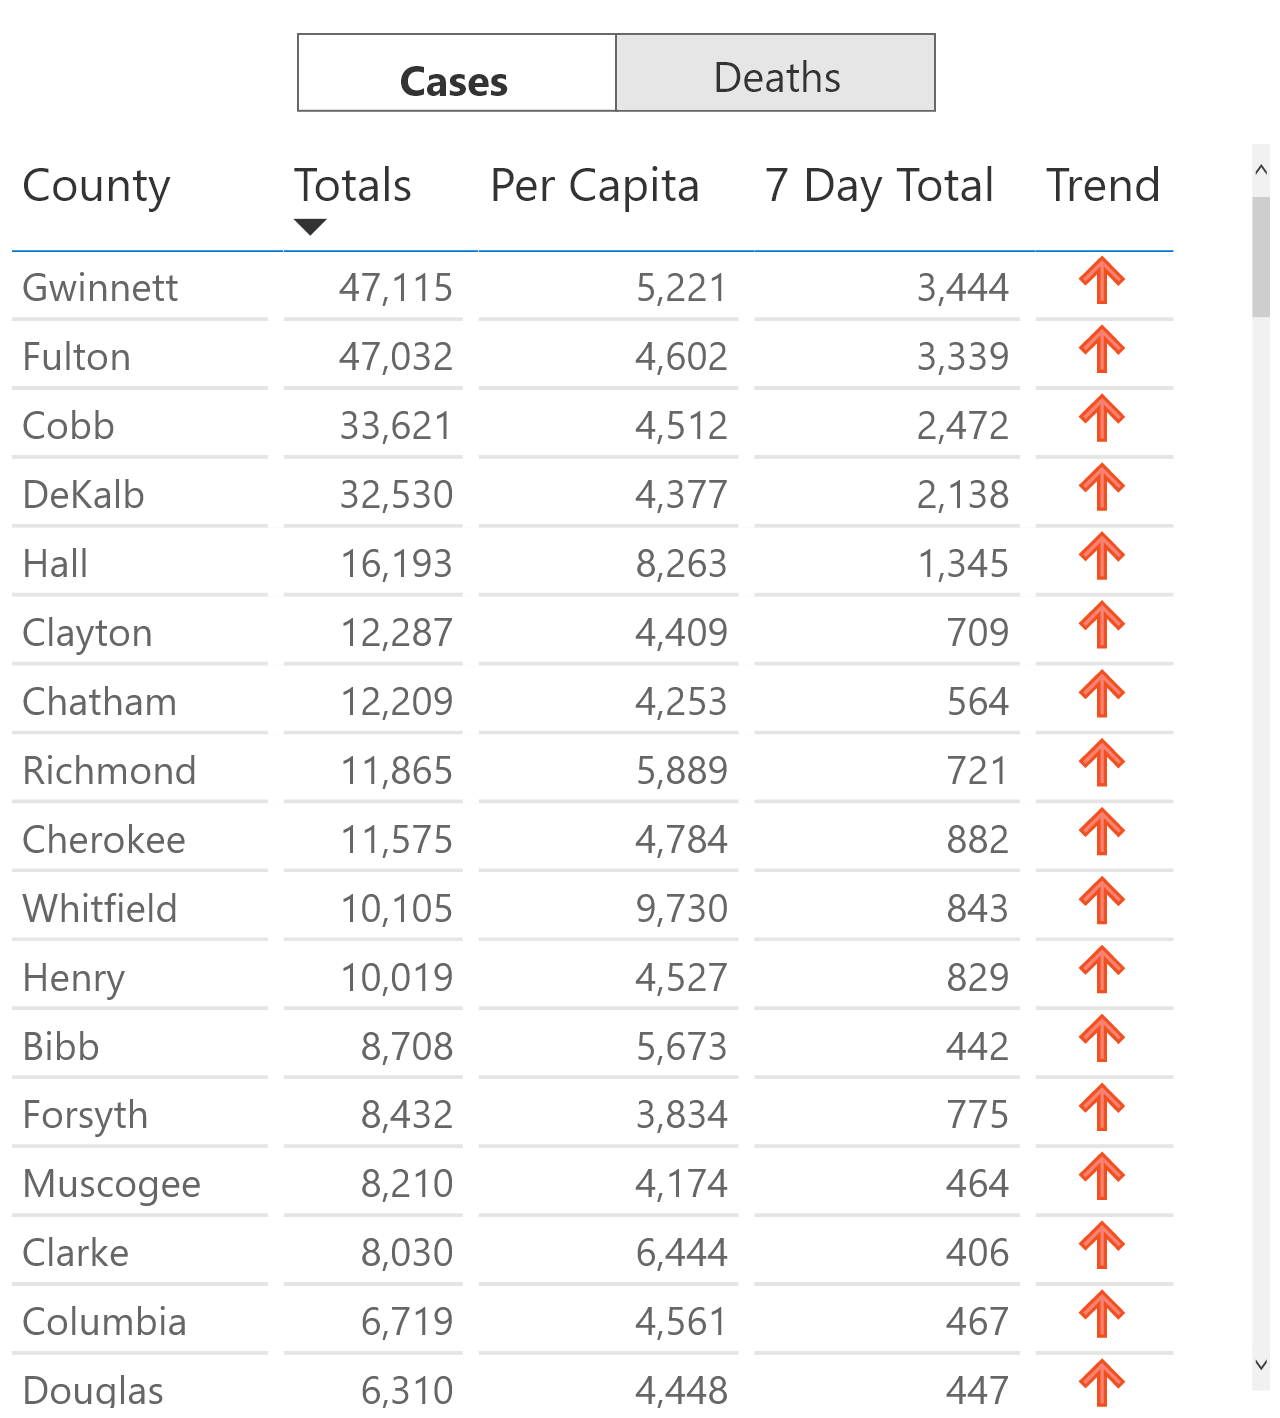 Cases Deaths
County Totals Per Capita 7 Day Total Trend
Gwinnett 47,115 5,221 3,444
Fulton 47,032 4,602 3,339
Cobb 33,621 4,512 2,472
DeKalb 32,530 4,377 2,138
Hall 16,193 8,263 1,345
Clayton 12,287 4,409 709
Chatham 12,209 4,253 564
Richmond 11,865 5,889 721
Cherokee 11,575 4,784 882
Whitfield 10,105 9,730 843
Henry 10,019 4,527 829
Bibb 8,708 5,673 442
Forsyth 8,432 3,834 775
Muscogee 8,210 4,174 464
Clarke 8,030 6,444 406
Columbia 6,719 4,561 467
Douglas 6,310 4,448 447